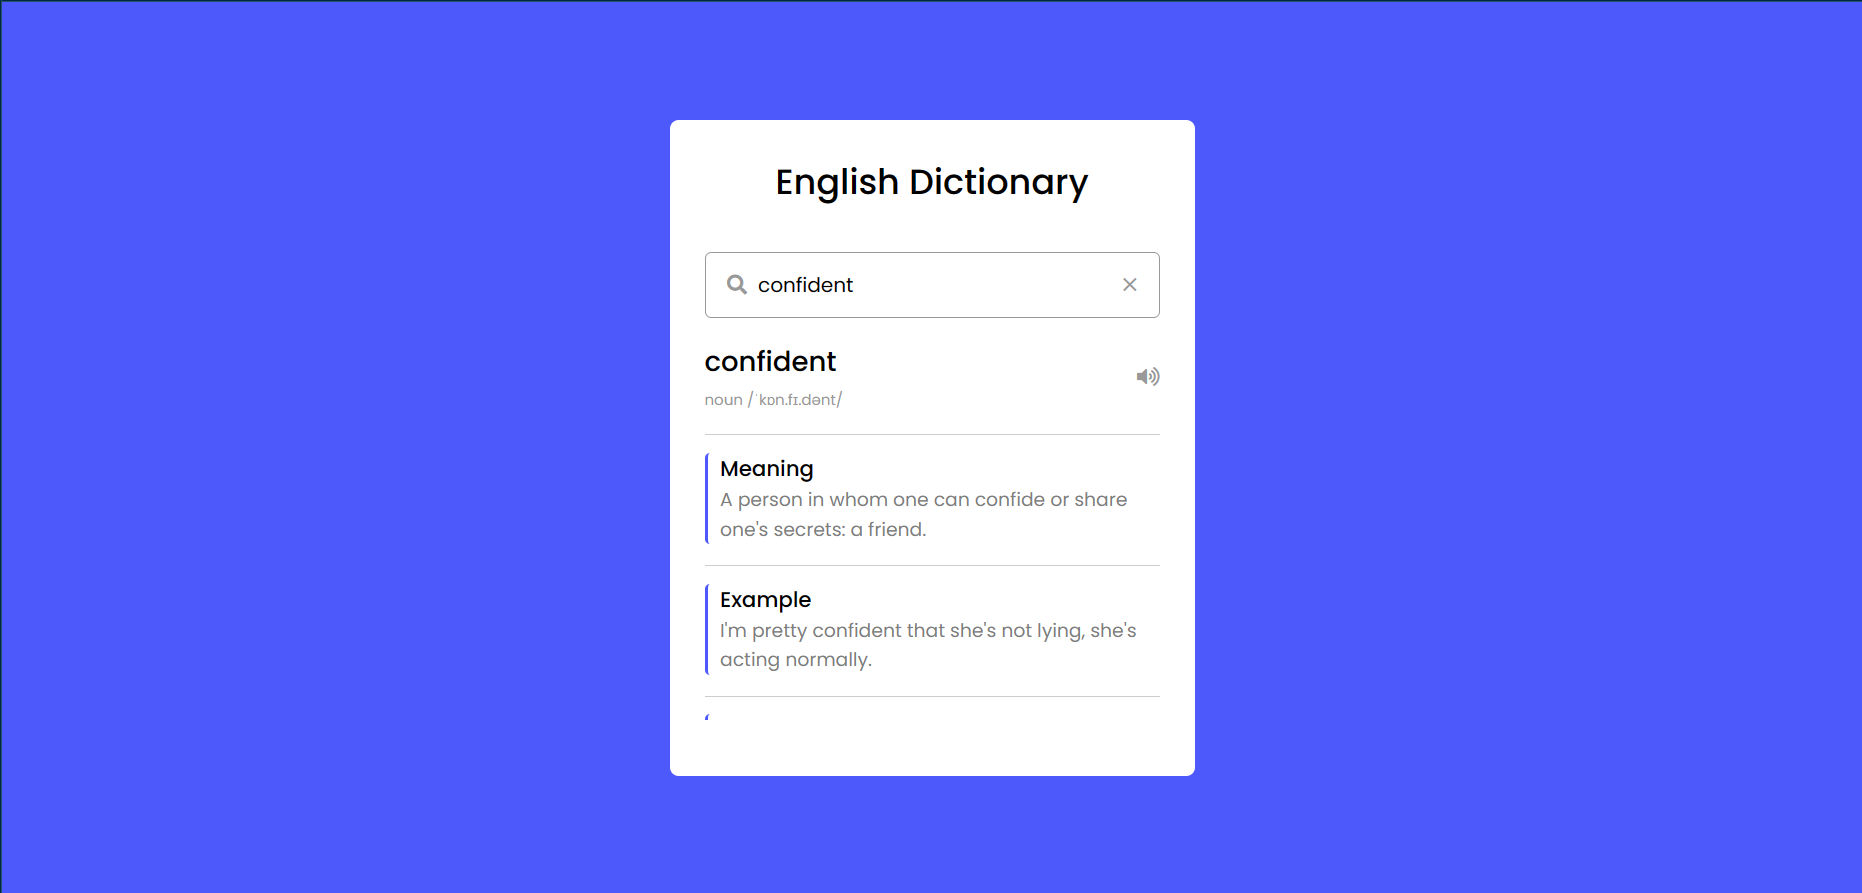 English Dictionary
confident
confident
noun /ˈkɒn.fɪ.dənt/
Meaning
A person in whom one can confide or share
one's secrets: a friend.
Example
I'm pretty confident that she's not lying, she's
acting normally.